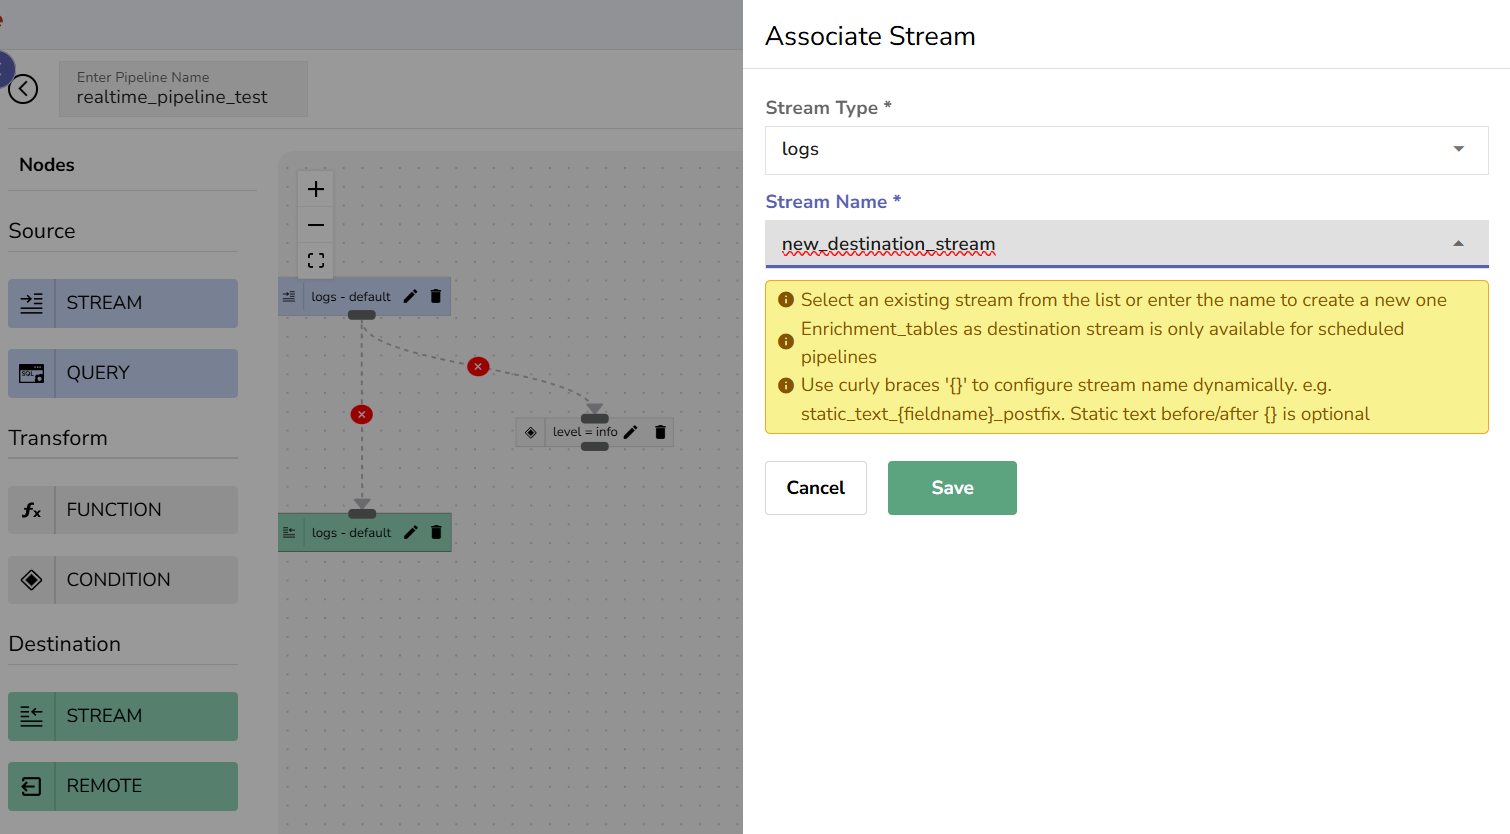 Enter Pipeline Name
realtime_pipeline_test
Nodes
Source
STREAM
QUERY
Transform
FUNCTION
CONDITION
Destination
STREAM
REMOTE
logs - default
level = info
logs - default
Associate Stream
Stream Type *
logs
Stream Name *
new_destination_stream
Select an existing stream from the list or enter the name to create a new one
Enrichment_tables as destination stream is only available for scheduled
pipelines
Use curly braces '{}' to configure stream name dynamically. e.g.
static_text_{fieldname}_postfix. Static text before/after {} is optional
Cancel
Save